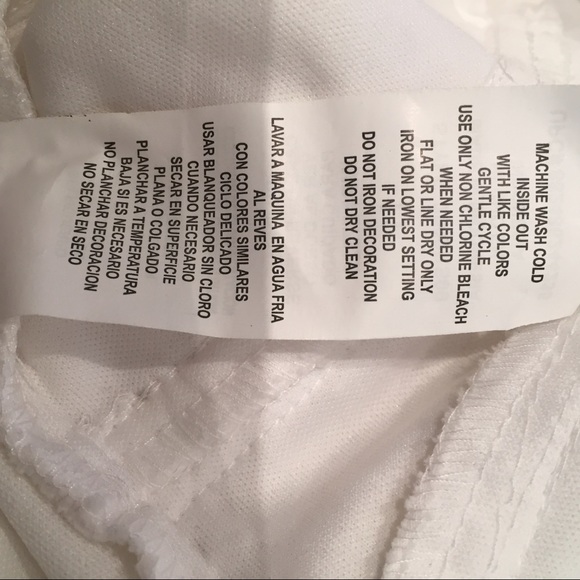 MACHINE WASH COLD
INSIDE OUT
WITH LIKE COLORS
GENTLE CYCLE
USE ONLY NON CHLORINE BLEACH
WHEN NEEDED
FLAT OR LINE DRY ONLY
IRON ON LOWEST SETTING
IF NEEDED
DO NOT IRON DECORATION
DO NOT DRY CLEAN
LAVAR A MAQUINA EN AGUA FRIA
AL REVES
CON COLORES SIMILARES
CICLO DELICADO
USAR BLANQUEADOR SIN CLORO
CUANDO NECESARIO
SECAR EN SUPERFICIE
PLANA O COLGADO
PLANCHAR A TEMPERATURA
BAJA SI ES NECESARIO
NO PLANCHAR DECORACION
NO SECAR EN SECO